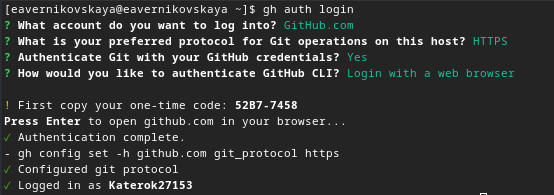 [eavernikovskaya@eavernikovskaya ~]$ gh auth login
? What account do you want to log into? GitHub.com
? What is your preferred protocol for Git operations on this host? HTTPS
? Authenticate Git with your GitHub credentials? Yes
? How would you like to authenticate GitHub CLI? Login with a web browser
! First copy your one-time code: 52B7-7458
Press Enter to open github.com in your browser...
✓ Authentication complete.
- gh config set -h github.com git_protocol https
✓ Configured git protocol
✓ Logged in as Katerok27153